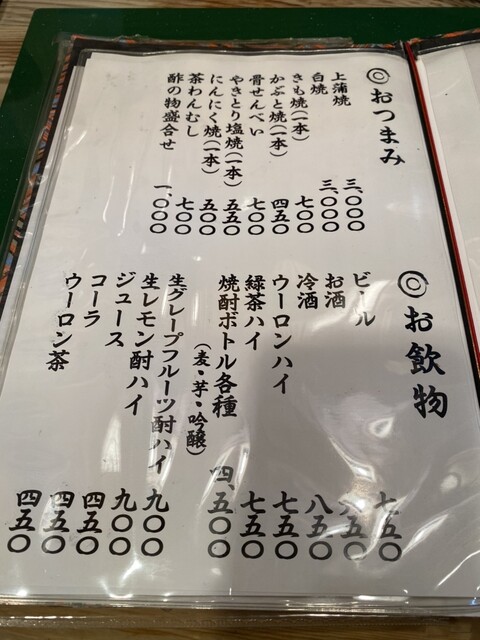 ◎おつまみ
上蒲焼 三、〇〇〇
白焼 三、〇〇〇
きも焼(一本) 七〇〇
かぶと焼(一本) 四五〇
骨せんべい 七〇〇
やきとり塩焼(一本) 五五〇
にんにく焼(一本) 五〇〇
茶わんむし 七〇〇
酢の物盛合せ 一、〇〇〇
◎お飲物
ビール 七五〇
お酒
冷酒 八五〇
ウーロンハイ 七五〇
緑茶ハイ 七五〇
焼酎ボトル各種 四、五〇〇
(麦・芋・吟醸)
生グレープフルーツ酎ハイ 九〇〇
生レモン酎ハイ 九〇〇
ジュース 四五〇
コーラ 四五〇
ウーロン茶 四五〇